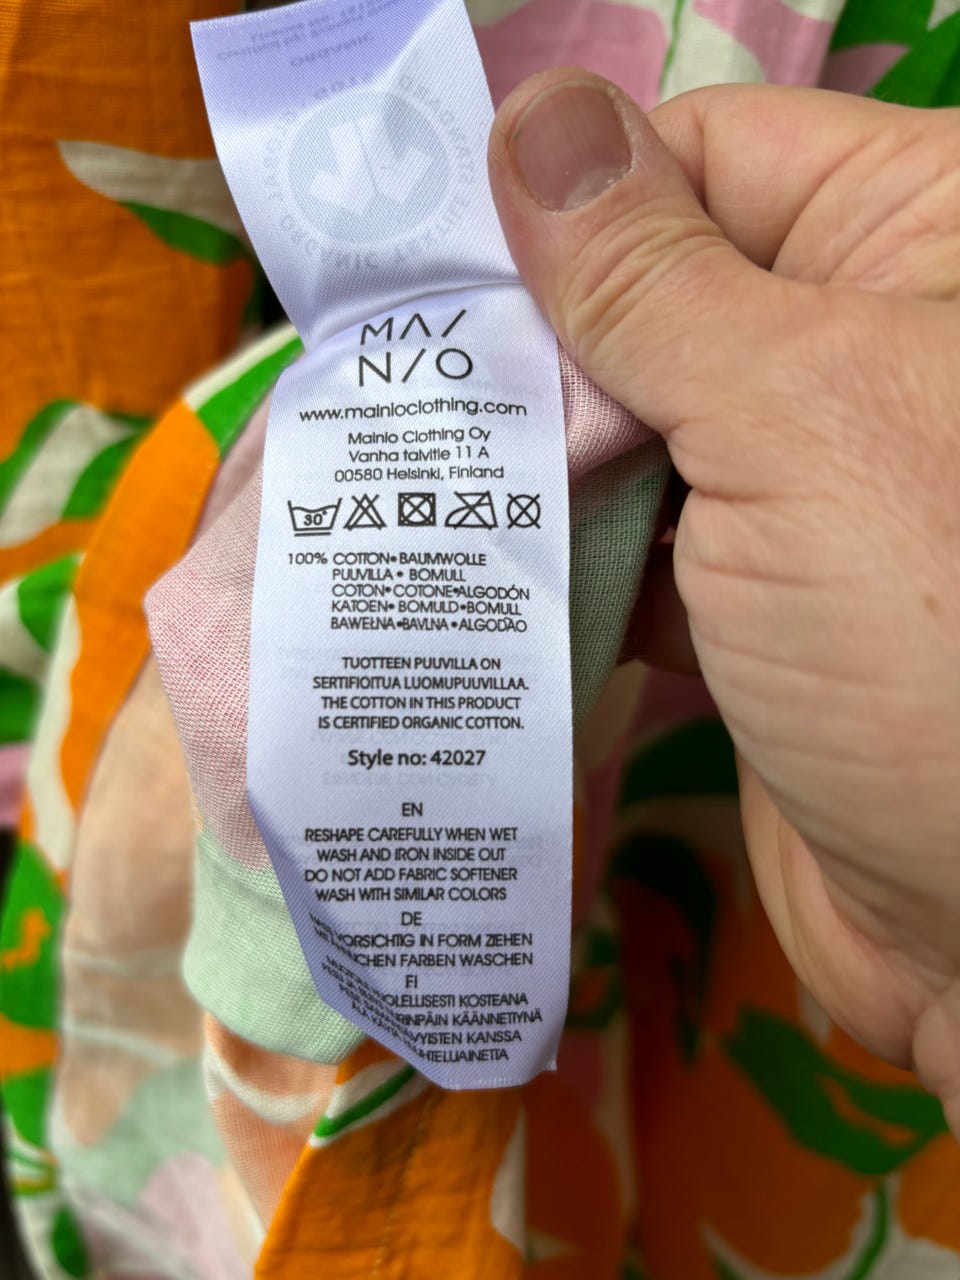 ORGANIC
MA/
N/O
www.mainioclothing.com
Mainio Clothing Oy
Vanha talvitie 11 A
00580 Helsinki, Finland
30°
100% COTTON•BAUMWOLLE
PUUVILLA • BOMULL
COTON•COTONE•ALGODÓN
KATOEN• BOMULD•BOMULL
BAWEŁNA•BAVLNA•ALGODAO
TUOTTEEN PUUVILLA ON
SERTIFIOITUA LUOMUPUUVILLAA.
THE COTTON IN THIS PRODUCT
IS CERTIFIED ORGANIC COTTON.
Style no: 42027
EN
RESHAPE CAREFULLY WHEN WET
WASH AND IRON INSIDE OUT
DO NOT ADD FABRIC SOFTENER
WASH WITH SIMILAR COLORS
DE
VORSICHTIG IN FORM ZIEHEN
FARBEN WASCHEN
FI
KOSTEANA
KÄÄNNETTYNÄ
KANSSA